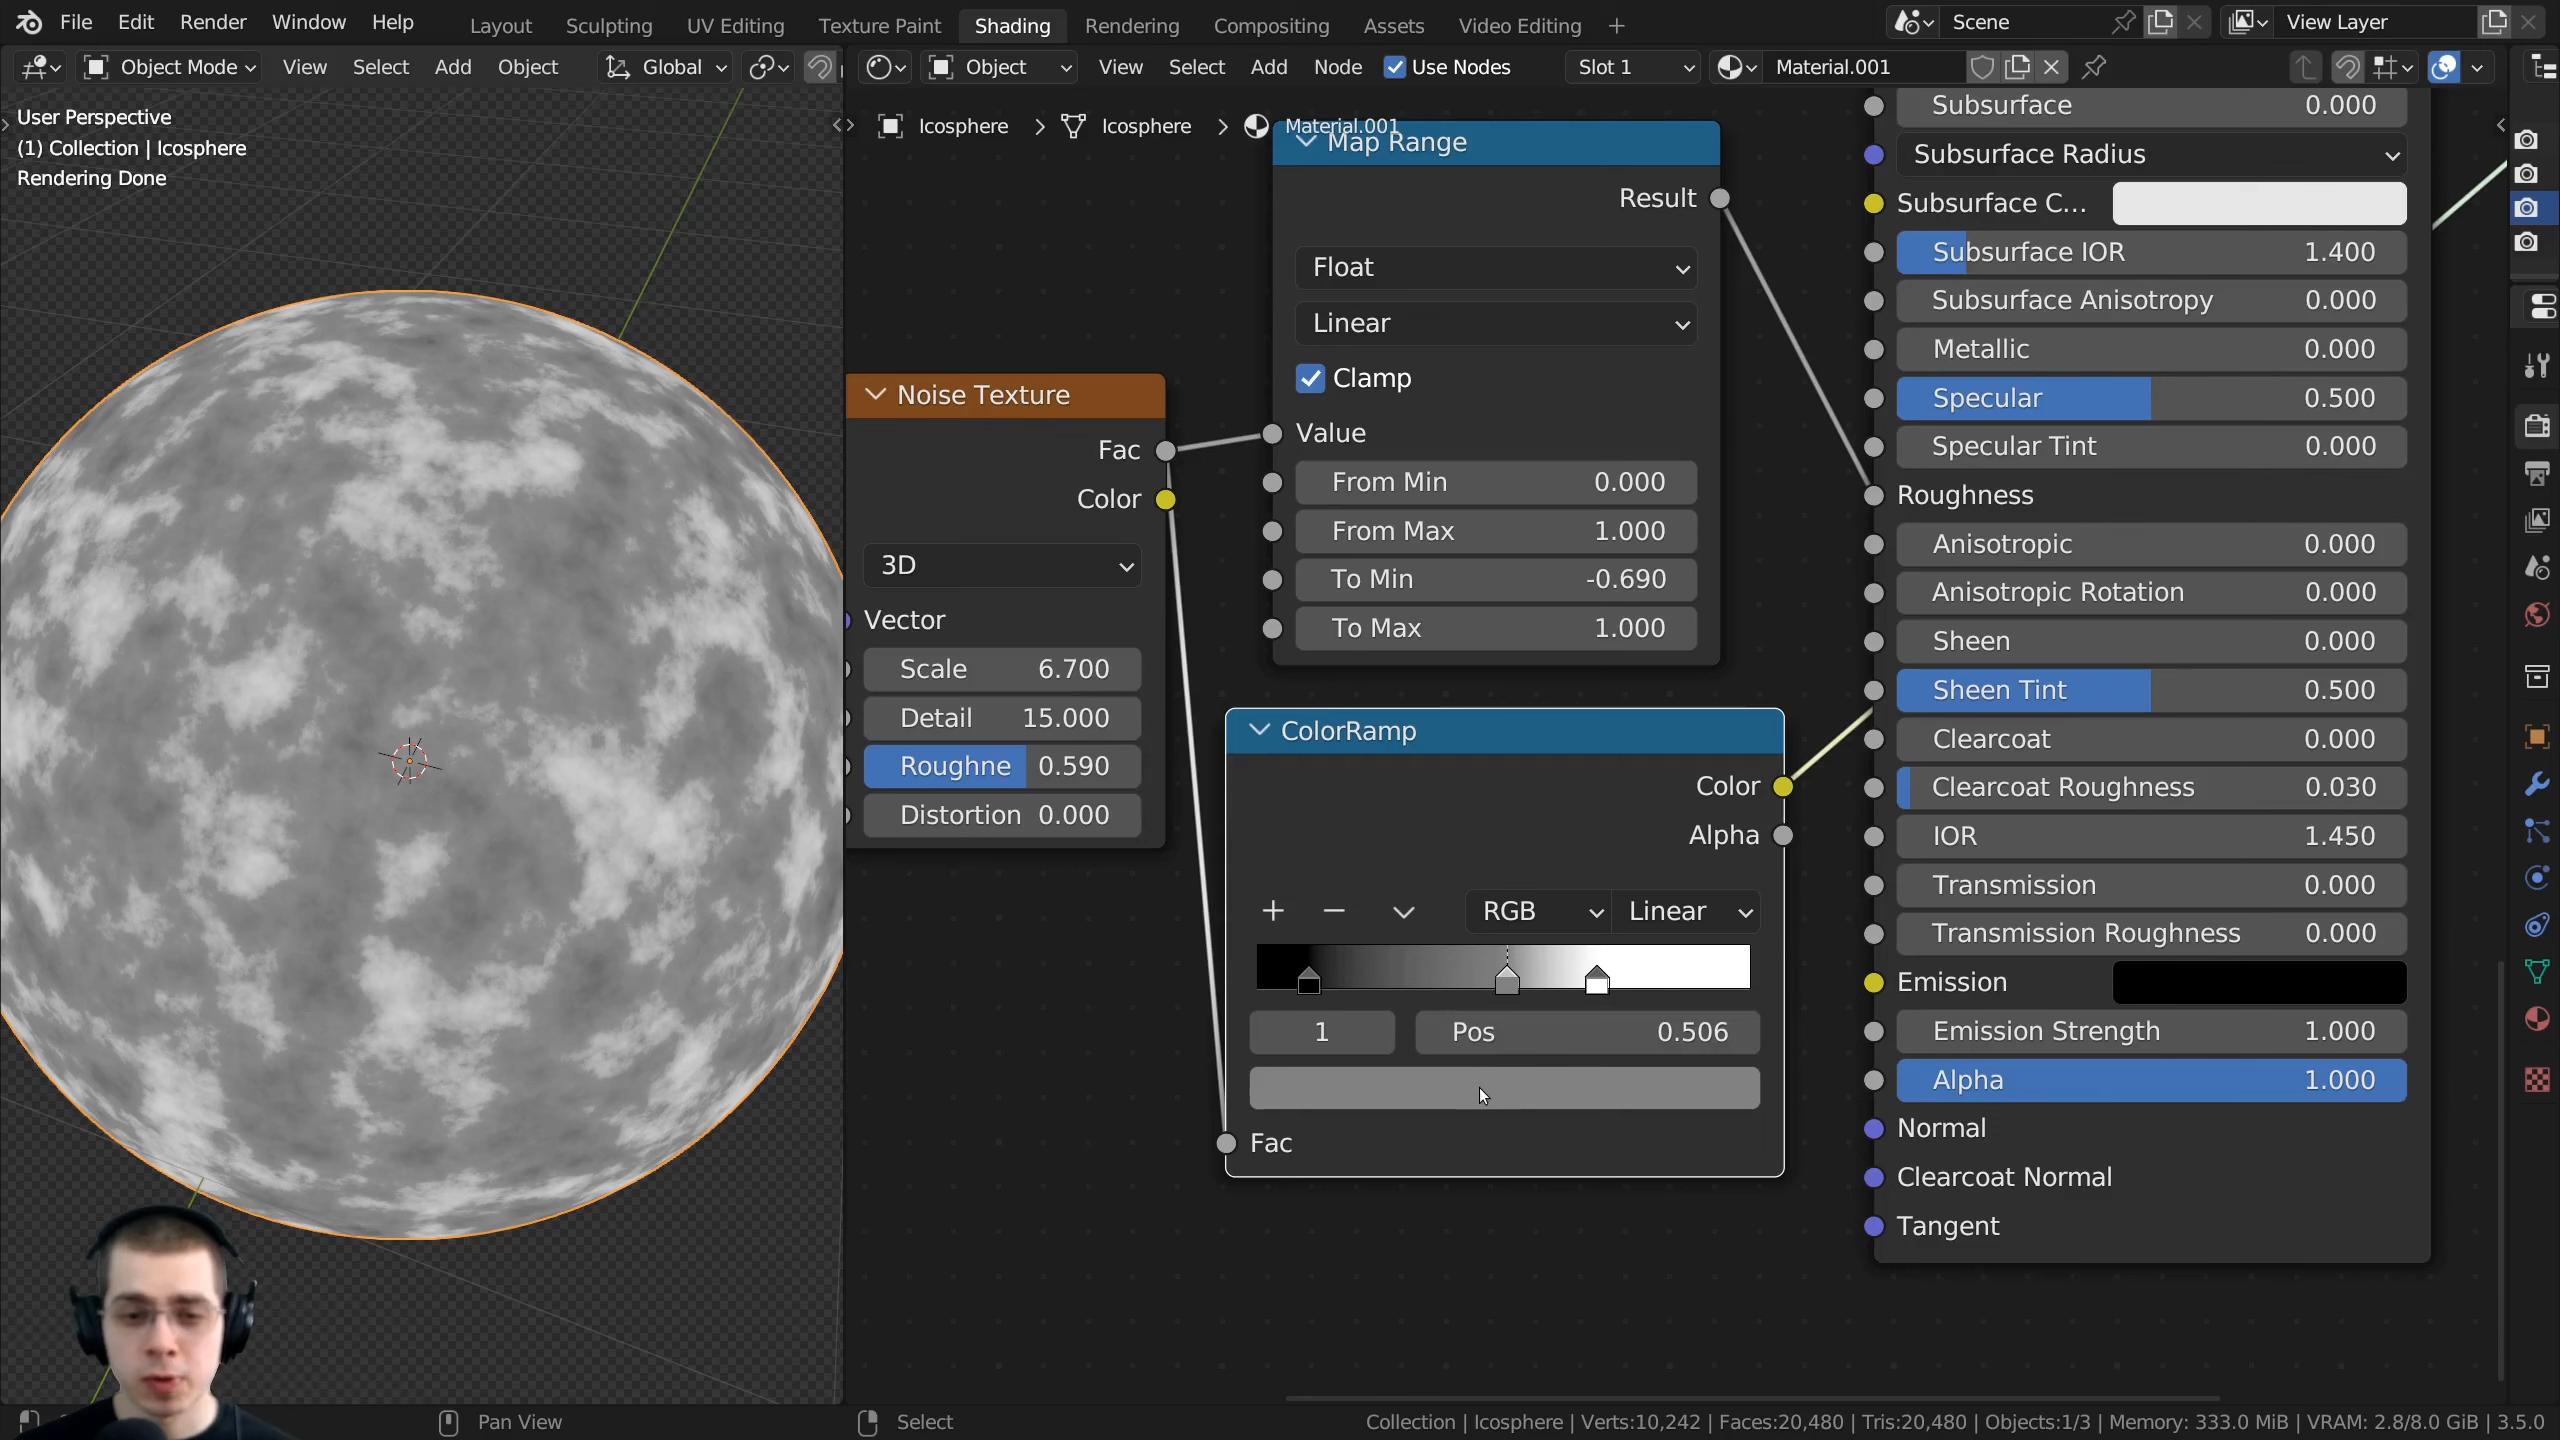 File Edit Render Window Help Layout Sculpting UV Editing Texture Paint Shading Rendering Compositing Assets Video Editing + Scene View Layer
Object Mode View Select Add Object Global Object View Select Add Node Use Nodes Slot 1 Material.001
User Perspective
(1) Collection | Icosphere
Rendering Done
Icosphere > Icosphere > Material.001
Map Range
Result
Float
Linear
Clamp
Value
From Min 0.000
From Max 1.000
To Min -0.690
To Max 1.000
Noise Texture
Fac
Color
3D
Vector
Scale 6.700
Detail 15.000
Roughne 0.590
Distortion 0.000
ColorRamp
Color
Alpha
RGB Linear
1 Pos 0.506
Fac
Subsurface 0.000
Subsurface Radius
Subsurface C...
Subsurface IOR 1.400
Subsurface Anisotropy 0.000
Metallic 0.000
Specular 0.500
Specular Tint 0.000
Roughness
Anisotropic 0.000
Anisotropic Rotation 0.000
Sheen 0.000
Sheen Tint 0.500
Clearcoat 0.000
Clearcoat Roughness 0.030
IOR 1.450
Transmission 0.000
Transmission Roughness 0.000
Emission
Emission Strength 1.000
Alpha 1.000
Normal
Clearcoat Normal
Tangent
Pan View
Select
Collection | Icosphere | Verts:10,242 | Faces:20,480 | Tris:20,480 | Objects:1/3 | Memory: 333.0 MiB | VRAM: 2.8/8.0 GiB | 3.5.0